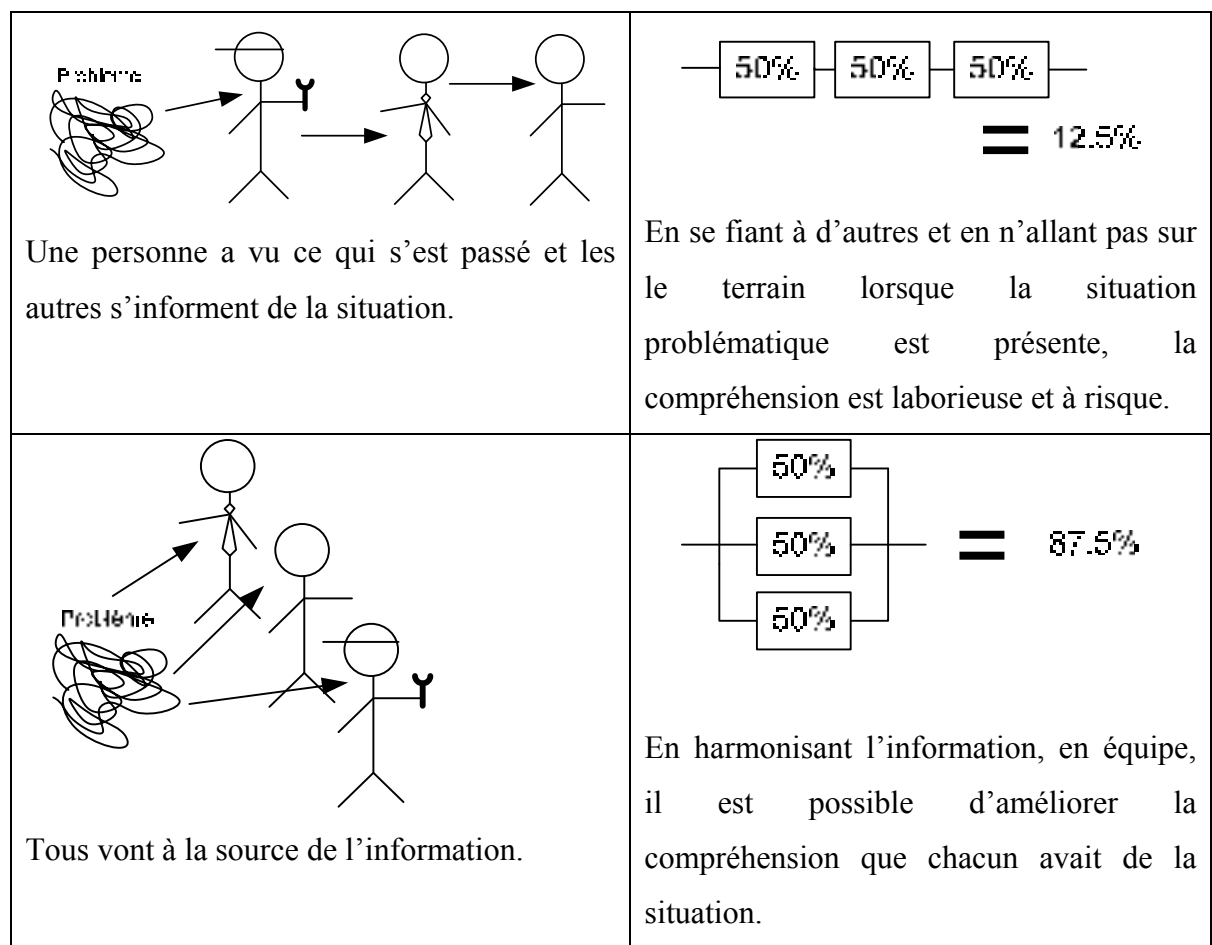 Problème
Une personne a vu ce qui s’est passé et les
autres s’informent de la situation.
50% 50% 50%
= 12.5%
En se fiant à d’autres et en n’allant pas sur
le terrain lorsque la situation
problématique est présente, la
compréhension est laborieuse et à risque.
Problème
Tous vont à la source de l’information.
50%
50% = 87.5%
50%
En harmonisant l’information, en équipe,
il est possible d’améliorer la
compréhension que chacun avait de la
situation.